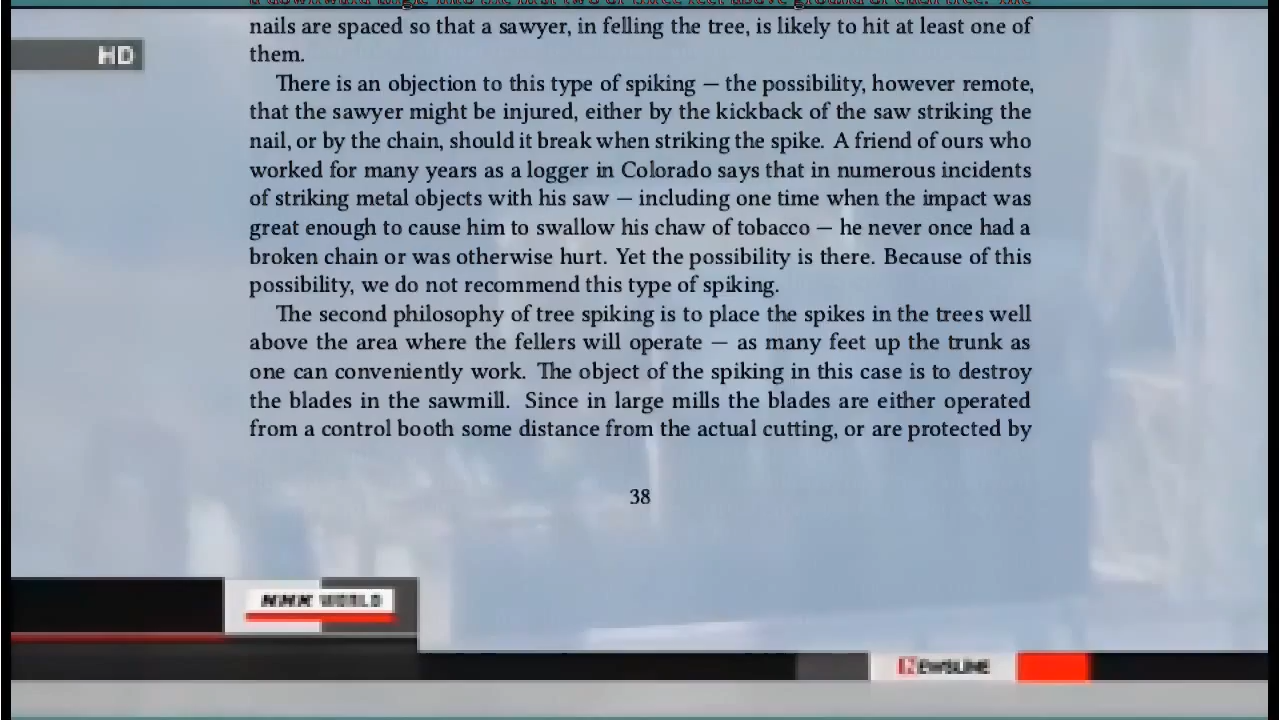 nails are spaced so that a sawyer, in felling the tree, is likely to hit at least one of
them.
HD
There is an objection to this type of spiking — the possibility, however remote,
that the sawyer might be injured, either by the kickback of the saw striking the
nail, or by the chain, should it break when striking the spike. A friend of ours who
worked for many years as a logger in Colorado says that in numerous incidents
of striking metal objects with his saw — including one time when the impact was
great enough to cause him to swallow his chaw of tobacco — he never once had a
broken chain or was otherwise hurt. Yet the possibility is there. Because of this
possibility, we do not recommend this type of spiking.
The second philosophy of tree spiking is to place the spikes in the trees well
above the area where the fellers will operate — as many feet up the trunk as
one can conveniently work. The object of the spiking in this case is to destroy
the blades in the sawmill. Since in large mills the blades are either operated
from a control booth some distance from the actual cutting, or are protected by
38
NHK WORLD
NEWSLINE